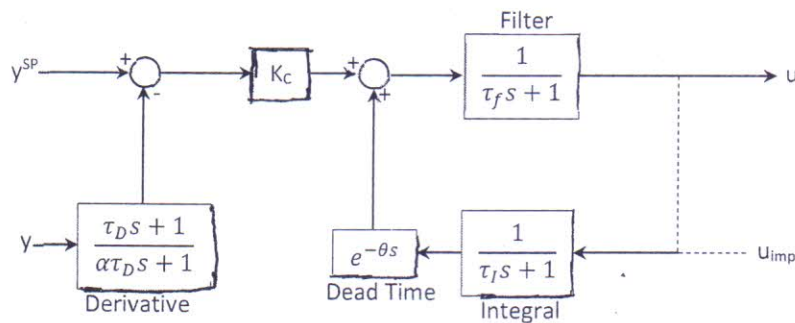 Filter
y^SP
+
-
K_C
+
+
1
τ_f s + 1
u
y
τ_D s + 1
ατ_D s + 1
Derivative
e^{-θs}
Dead Time
1
τ_I s + 1
Integral
u_imp